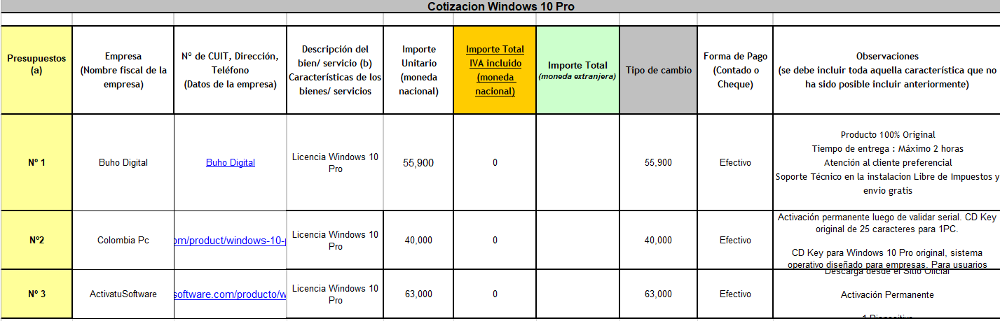 Cotizacion Windows 10 Pro
Presupuestos
(a)
Empresa
(Nombre fiscal de la
empresa)
Nº de CUIT, Dirección,
Teléfono
(Datos de la empresa)
Descripción del
bien/ servicio (b)
Características de los
bienes/ servicios
Importe
Unitario
(moneda
nacional)
Importe Total
IVA incluido
(moneda
nacional)
Importe Total
(moneda extranjera)
Tipo de cambio
Forma de Pago
(Contado o
Cheque)
Observaciones
(se debe incluir toda aquella característica que no
ha sido posible incluir anteriormente)
Nº 1
Buho Digital
Buho Digital
Licencia Windows 10
Pro
55,900
0
55,900
Efectivo
Producto 100% Original
Tiempo de entrega : Máximo 2 horas
Atención al cliente preferencial
Soporte Técnico en la instalacion Libre de Impuestos y
envio gratis
Nº2
Colombia Pc
om/product/windows-10-p
Licencia Windows 10
Pro
40,000
0
40,000
Efectivo
Activación permanente luego de validar serial. CD Key
original de 25 caracteres para 1PC.
CD Key para Windows 10 Pro original, sistema
operativo diseñado para empresas. Para usuarios
Nº 3
ActivatuSoftware
software.com/producto/w
Licencia Windows 10
Pro
63,000
0
63,000
Efectivo
Descarga desde el Sitio Oficial
Activación Permanente
1 Dispositivo